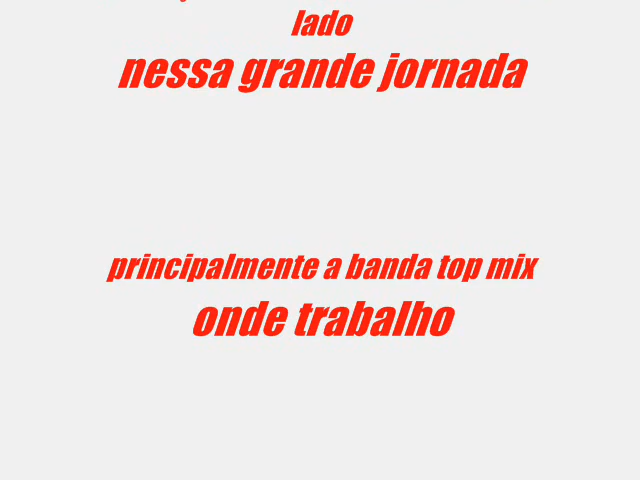 lado
nessa grande jornada
principalmente a banda top mix
onde trabalho